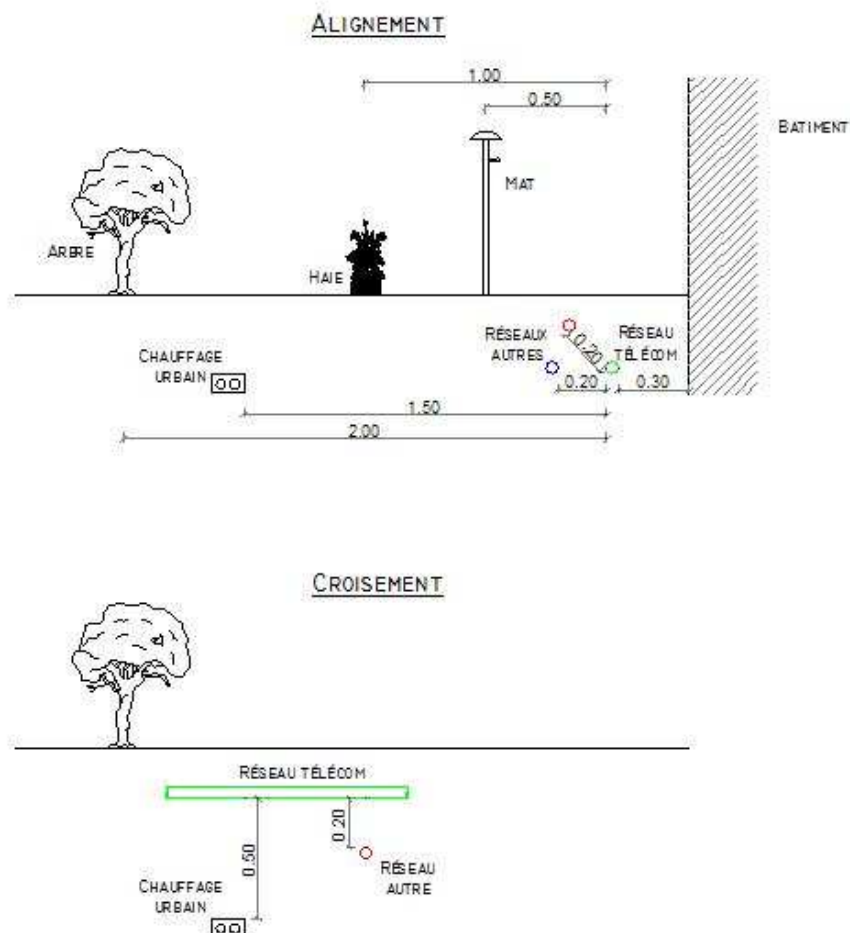 ALIGNEMENT
1.00
0.50
BATIMENT
MAT
ARBRE
HAIE
RÉSEAUX
AUTRES
RÉSEAU
TÉLÉCOM
0.20
CHAUFFAGE
URBAIN
0.20
0.30
1.50
2.00
CROISEMENT
RÉSEAU TÉLÉCOM
0.50
0.20
RÉSEAU
AUTRE
CHAUFFAGE
URBAIN